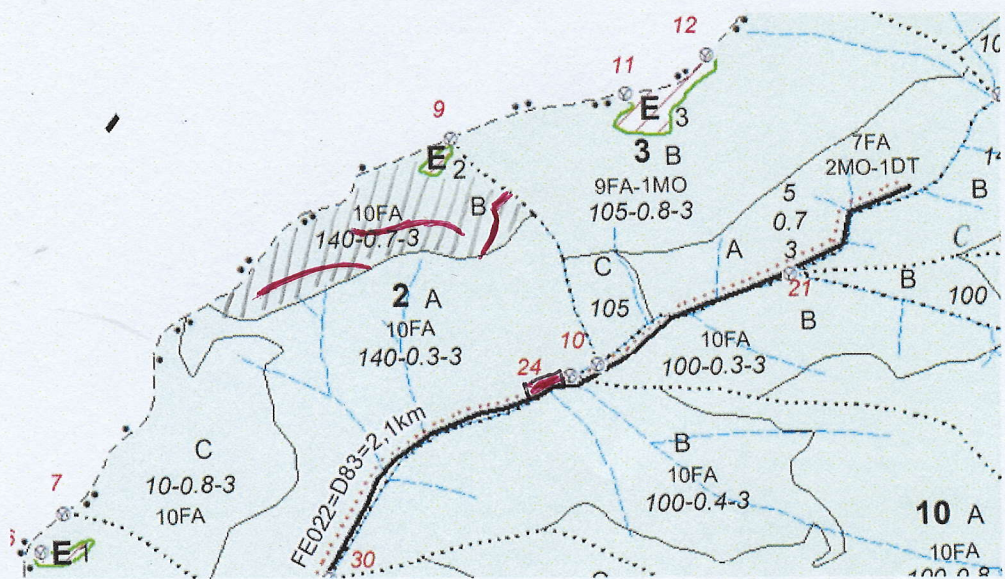 12
11
9
E 3
E 2
3 B
7FA
2MO-1DT
9FA-1MO
105-0.8-3
10FA
B
140-0.7-3
5
0.7
3
A
B
C
C
105
21
B
100
2 A
10FA
140-0.3-3
B
10FA
100-0.3-3
10
24
FE022=D83=2,1km
C
10-0.8-3
10FA
B
10FA
100-0.4-3
7
E 1
30
10 A
10FA